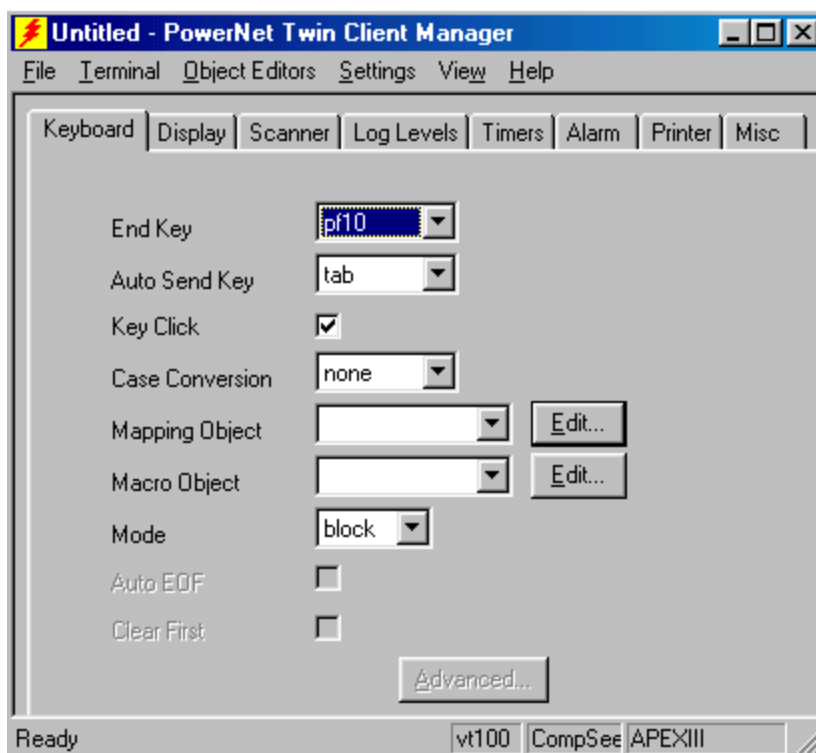 Untitled - PowerNet Twin Client Manager
File Terminal Object Editors Settings View Help
Keyboard Display Scanner Log Levels Timers Alarm Printer Misc
End Key pf10
Auto Send Key tab
Key Click
Case Conversion none
Mapping Object Edit...
Macro Object Edit...
Mode block
Auto EOF
Clear First
Advanced...
Ready vt100 CompSee APEXIII